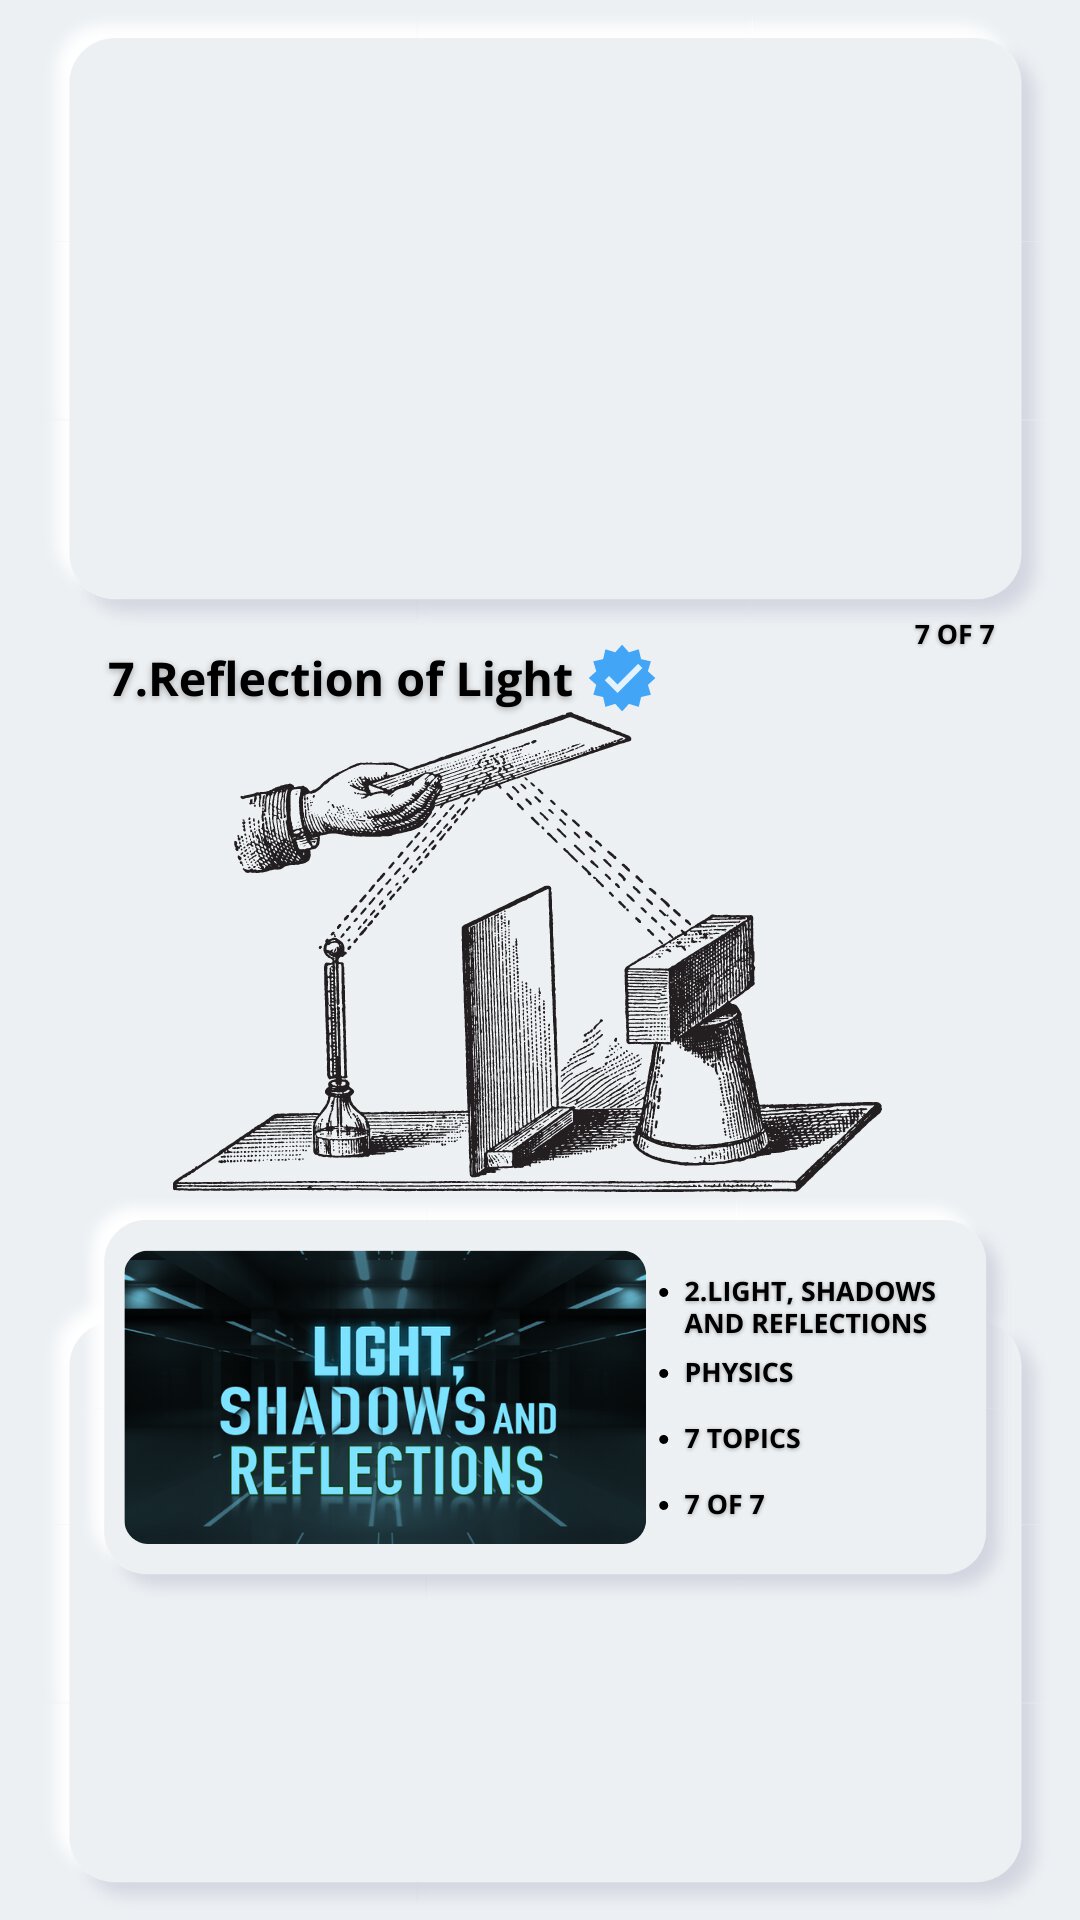 7 OF 7
7.Reflection of Light
LIGHT,
SHADOWS AND
REFLECTIONS
• 2.LIGHT, SHADOWS
AND REFLECTIONS
• PHYSICS
• 7 TOPICS
• 7 OF 7